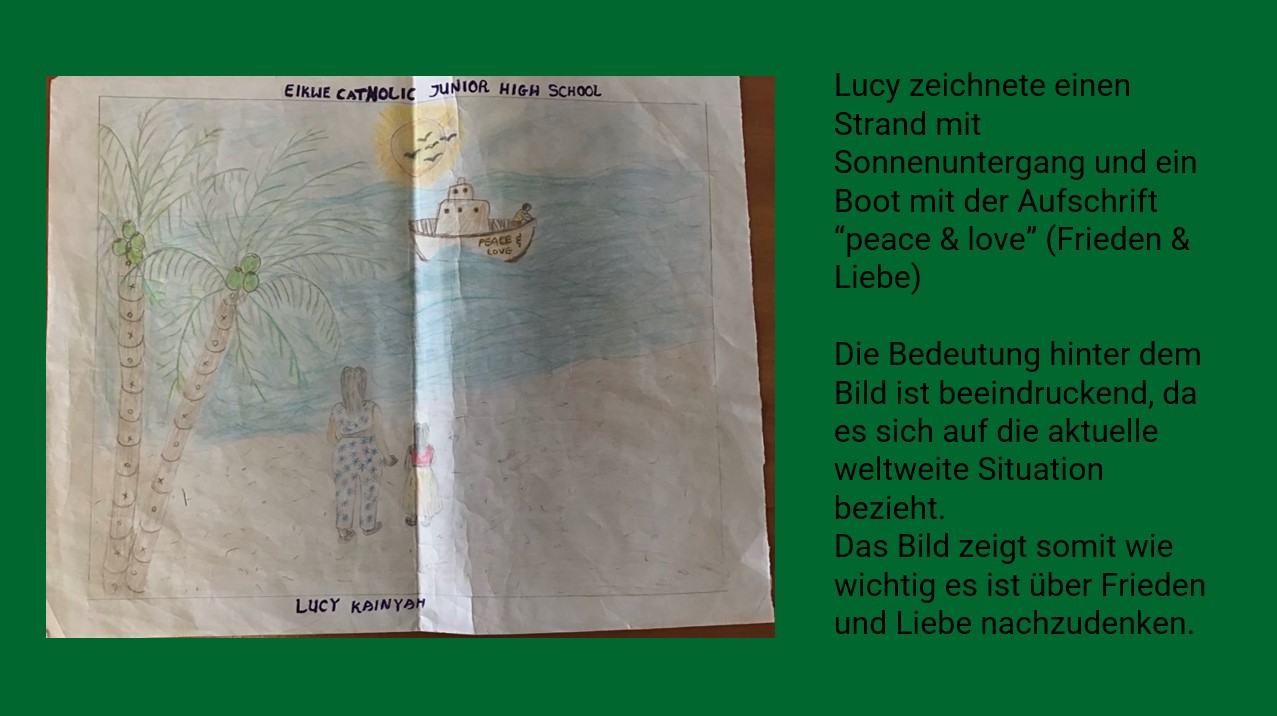 EIKWE CATHOLIC JUNIOR HIGH SCHOOL
PEACE &
LOVE
LUCY KAINYAH
Lucy zeichnete einen
Strand mit
Sonnenuntergang und ein
Boot mit der Aufschrift
“peace & love” (Frieden &
Liebe)
Die Bedeutung hinter dem
Bild ist beeindruckend, da
es sich auf die aktuelle
weltweite Situation
bezieht.
Das Bild zeigt somit wie
wichtig es ist über Frieden
und Liebe nachzudenken.